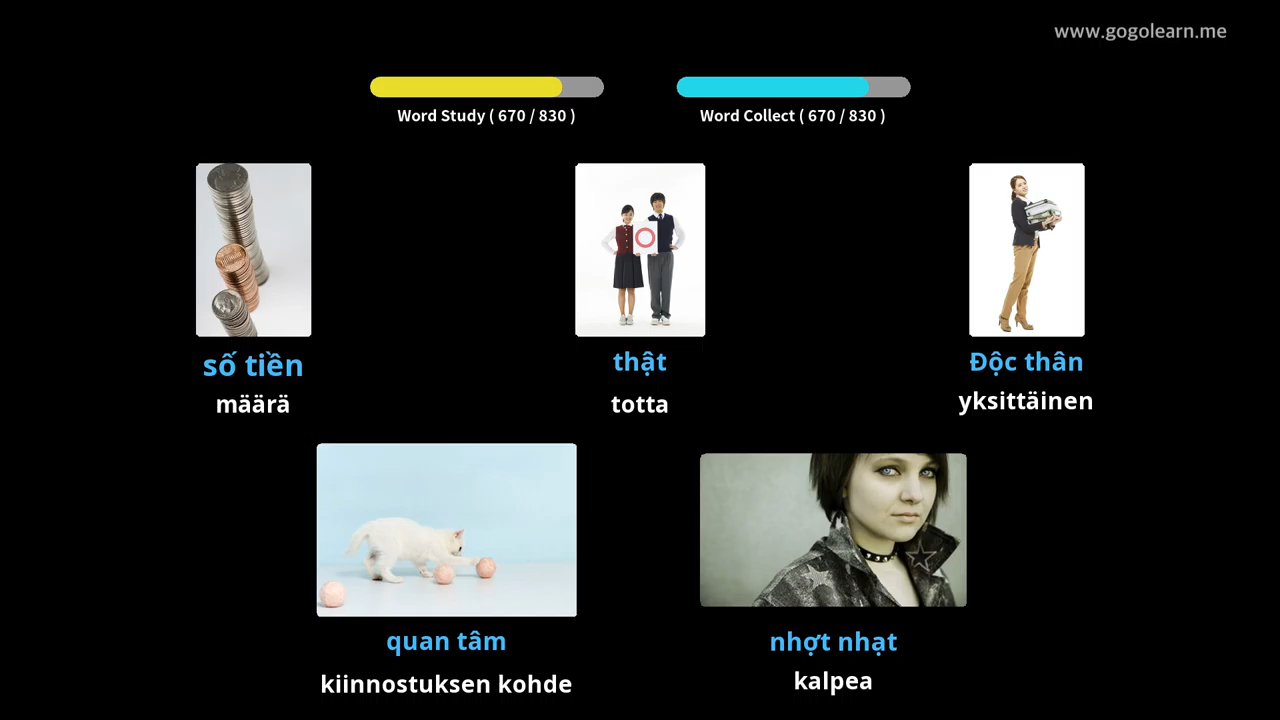 www.gogolearn.me
Word Study ( 670 / 830 )
Word Collect ( 670 / 830 )
số tiền
määrä
thật
totta
Độc thân
yksittäinen
quan tâm
kiinnostuksen kohde
nhợt nhạt
kalpea